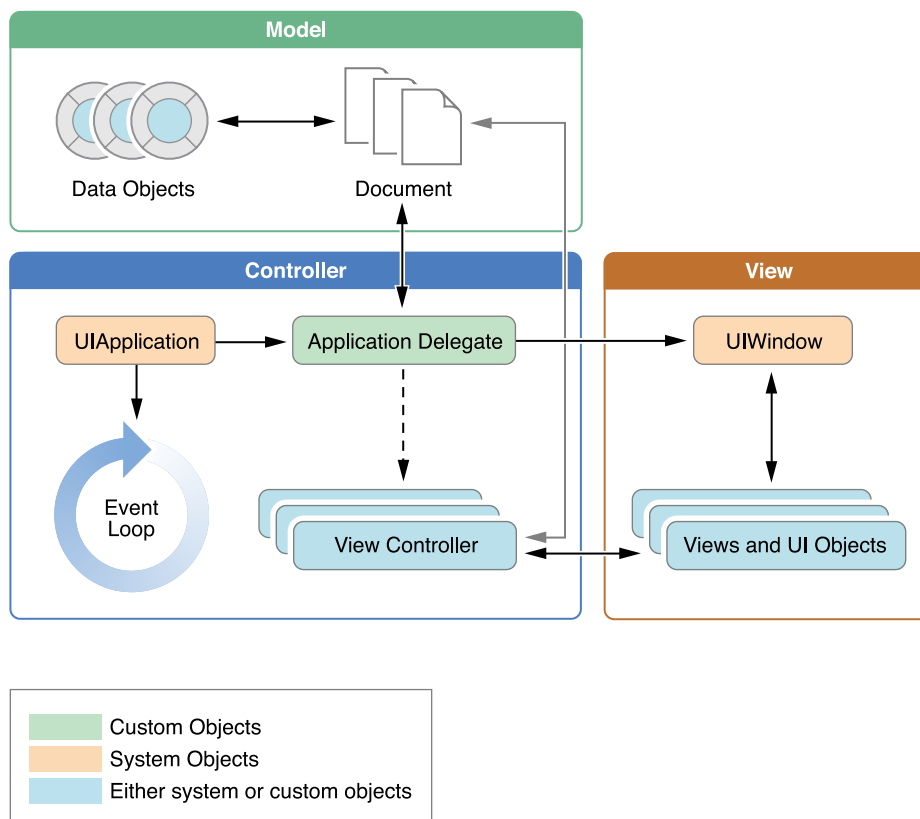 Model
Data Objects
Document
Controller
View
UIApplication
Application Delegate
UIWindow
Event
Loop
View Controller
Views and UI Objects
Custom Objects
System Objects
Either system or custom objects